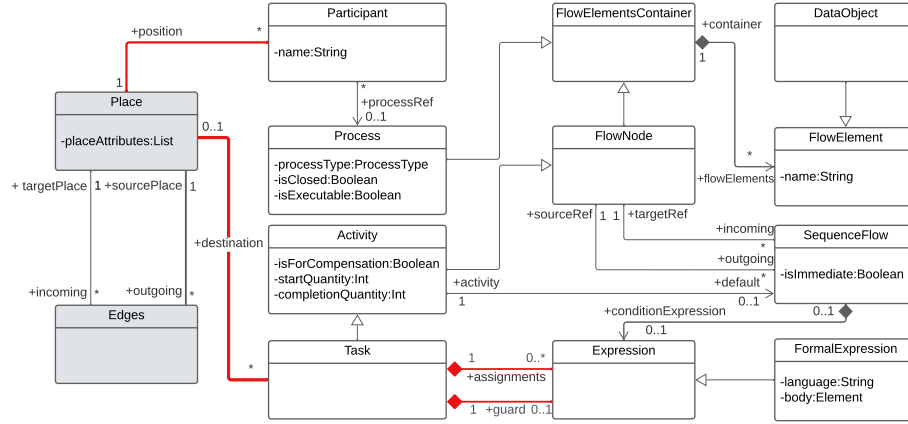 Participant
-name:String
FlowElementsContainer
DataObject
+position
*
1
+container
1
*
+processRef
0..1
Place
-placeAttributes:List
0..1
Process
-processType:ProcessType
-isClosed:Boolean
-isExecutable:Boolean
FlowNode
FlowElement
-name:String
*
+flowElements
+ targetPlace
1
+sourcePlace
1
+sourceRef
1
1
+targetRef
+incoming
*
+outgoing
*
Activity
-isForCompensation:Boolean
-startQuantity:Int
-completionQuantity:Int
SequenceFlow
-isImmediate:Boolean
+destination
+activity
1
+default
0..1
+incoming
*
+outgoing
*
Edges
+conditionExpression
0..1
0..1
Task
*
1
0..*
+assignments
1
+guard
0..1
Expression
FormalExpression
-language:String
-body:Element